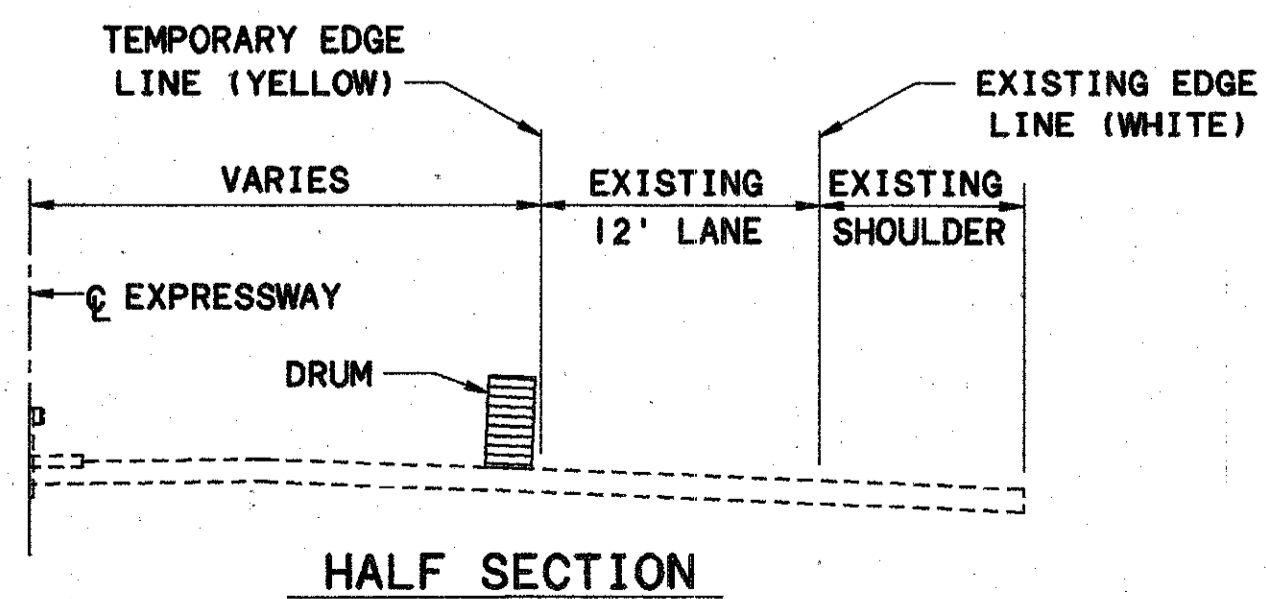 TEMPORARY EDGE
LINE (YELLOW)
EXISTING EDGE
LINE (WHITE)
VARIES
EXISTING
12' LANE
EXISTING
SHOULDER
℄ EXPRESSWAY
DRUM
HALF SECTION